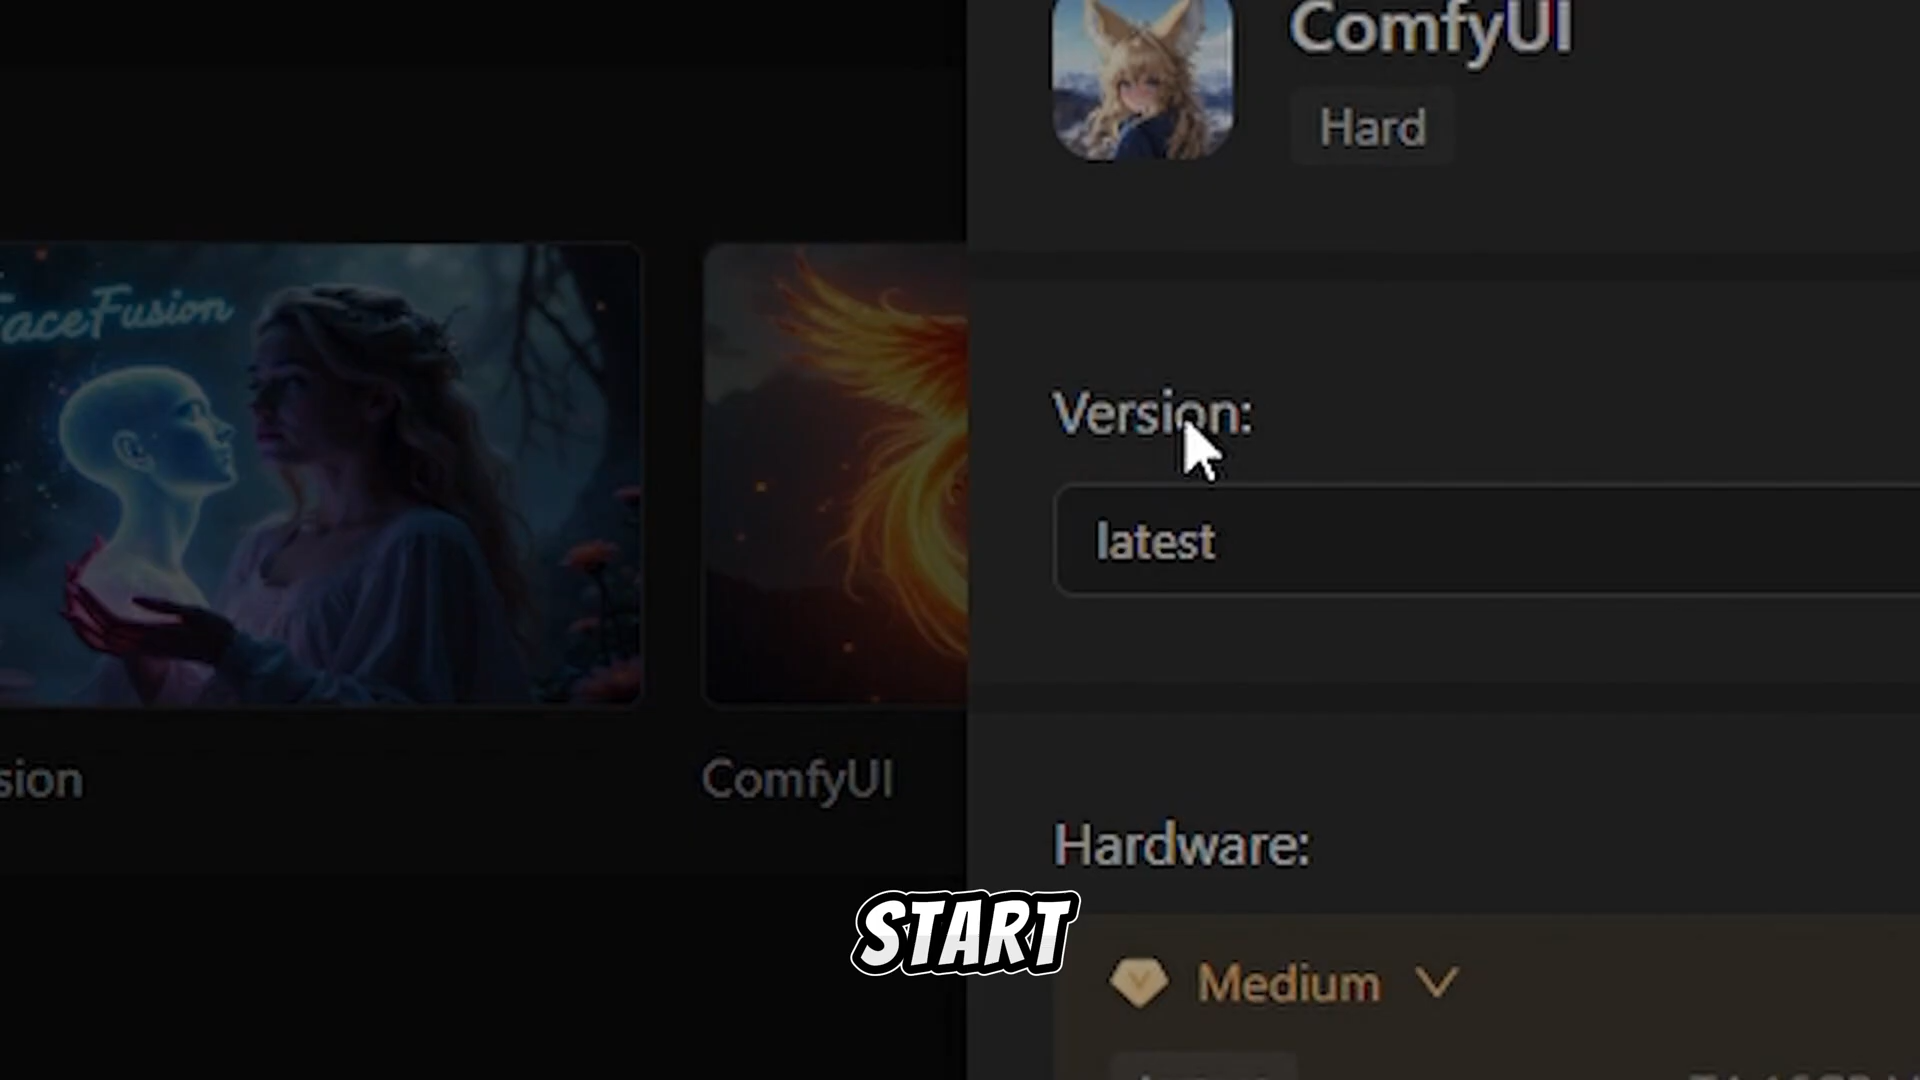 ComfyUI
Hard
FaceFusion
Version:
latest
sion
ComfyUI
Hardware:
START
Medium